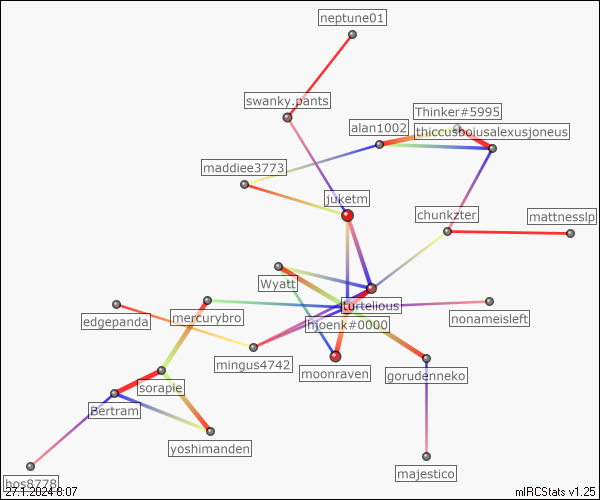 neptune01
swanky.pants
Thinker#5995
alan1002
thiccusboiusalexusjoneus
maddiee3773
juketm
chunkzter
mattnesslp
Wyatt
turtelious
nonameisleft
edgepanda
mercurybro
hjoenk#0000
mingus4742
moonraven
gorudenneko
sorapie
Bertram
yoshimanden
majestico
bos8778
27.1.2024 8:07
mIRCStats v1.25